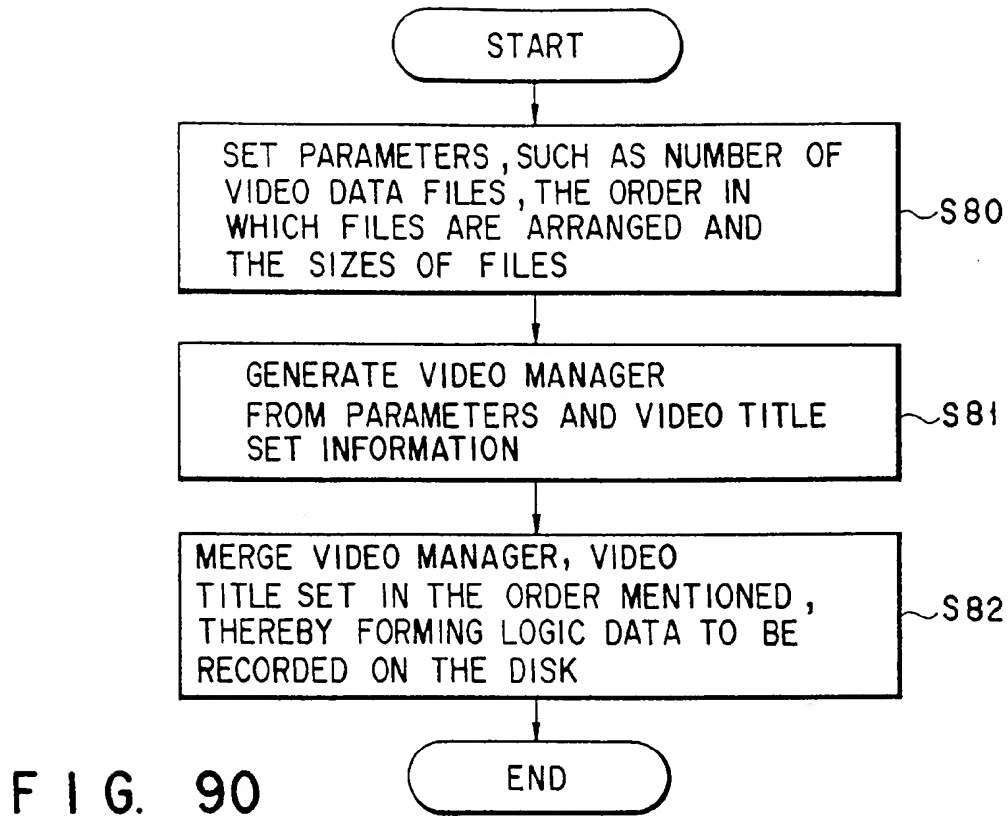 START
SET PARAMETERS, SUCH AS NUMBER OF
VIDEO DATA FILES, THE ORDER IN
WHICH FILES ARE ARRANGED AND
THE SIZES OF FILES
S80
GENERATE VIDEO MANAGER
FROM PARAMETERS AND VIDEO TITLE
SET INFORMATION
S81
MERGE VIDEO MANAGER, VIDEO
TITLE SET IN THE ORDER MENTIONED,
THEREBY FORMING LOGIC DATA TO BE
RECORDED ON THE DISK
S82
END
FIG. 90